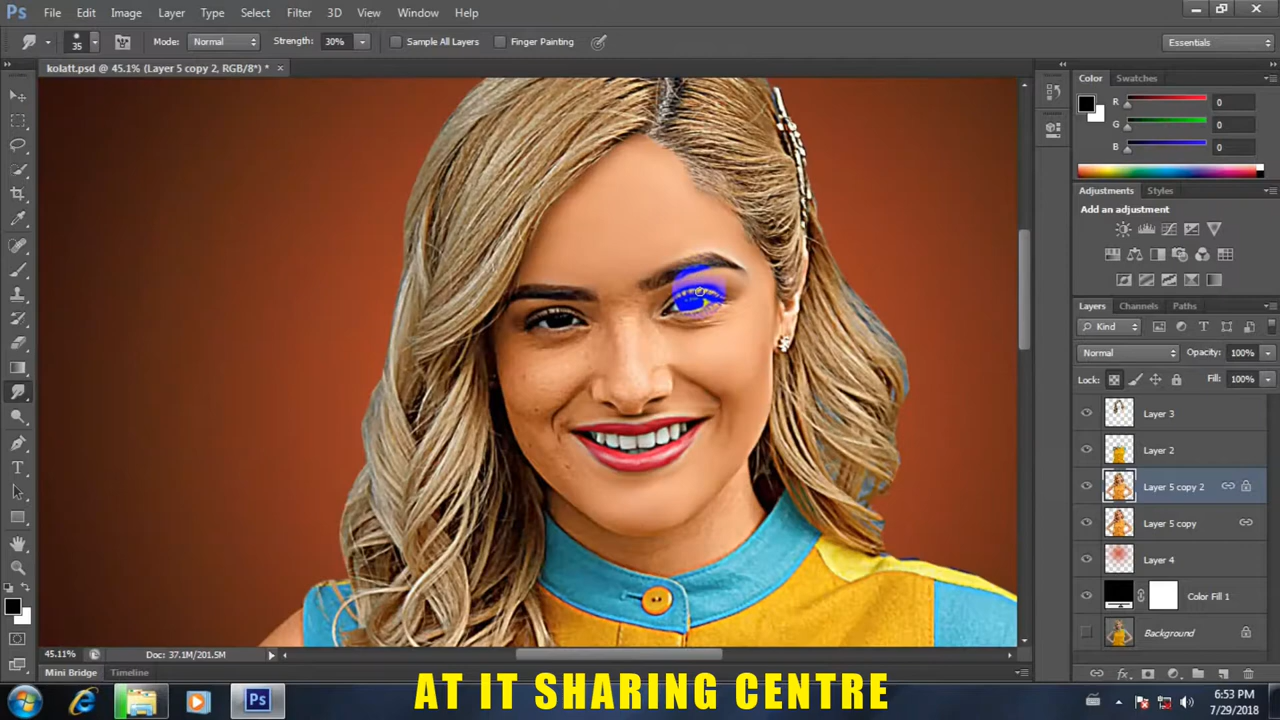 Ps File Edit Image Layer Type Select Filter 3D View Window Help
35 Mode: Normal Strength: 30% Sample All Layers Finger Painting Essentials
kolatt.psd @ 45.1% (Layer 5 copy 2, RGB/8*) * ×
Color Swatches
R 0
G 0
B 0
Adjustments Styles
Add an adjustment
Layers Channels Paths
Kind
Normal Opacity: 100%
Lock: Fill: 100%
Layer 3
Layer 2
Layer 5 copy 2
Layer 5 copy
Layer 4
Color Fill 1
Background
45.11% Doc: 37.1M/201.5M
Mini Bridge Timeline
AT IT SHARING CENTRE
Ps
6:53 PM
7/29/2018